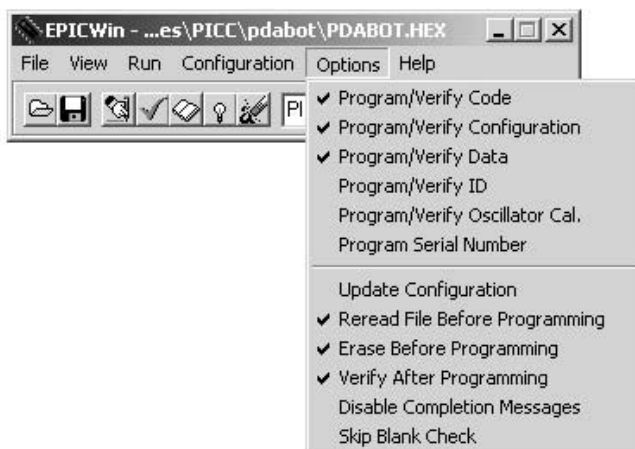 EPICWin - ...es\PICC\pdabot\PDABOT.HEX
File View Run Configuration Options Help
PI
Program/Verify Code
Program/Verify Configuration
Program/Verify Data
Program/Verify ID
Program/Verify Oscillator Cal.
Program Serial Number
Update Configuration
Reread File Before Programming
Erase Before Programming
Verify After Programming
Disable Completion Messages
Skip Blank Check